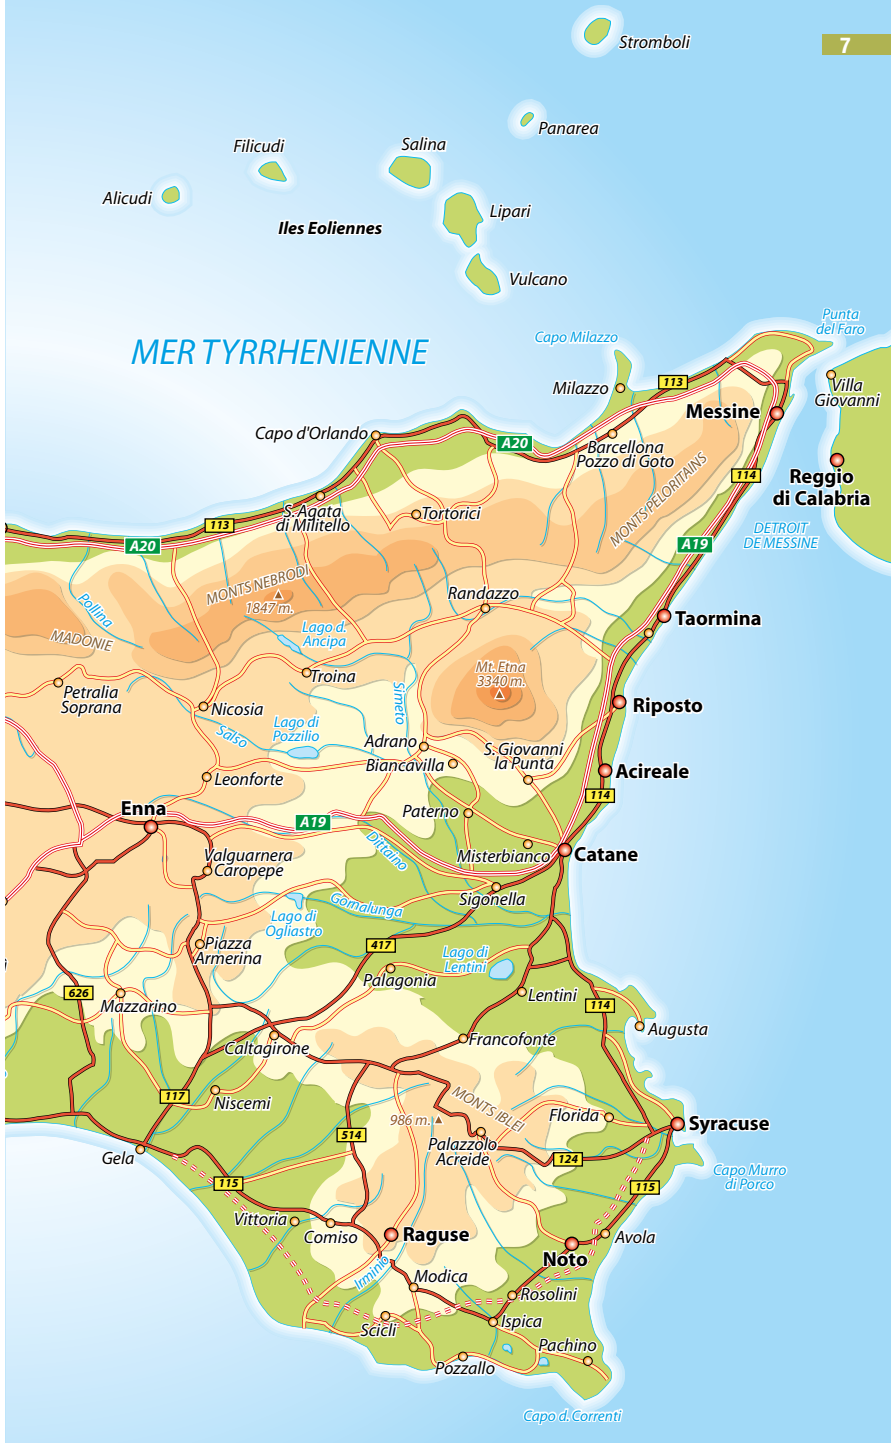 Stromboli
7
Panarea
Filicudi
Salina
Alicudi
Lipari
Iles Eoliennes
Vulcano
Punta
del Faro
Capo Milazzo
MER TYRRHENIENNE
Milazzo
113
Villa
Giovanni
Messine
Capo d'Orlando
A20
Barcellona
Pozzo di Goto
MONTS PELORITAINS
114
Reggio
di Calabria
S. Agata
di Militello
Tortorici
113
A20
A19
DETROIT
DE MESSINE
MONTS NEBRODI
1847 m.
Randazzo
Pollina
Lago d.
Ancipa
Taormina
MADONIE
Troina
Mt. Etna
3340 m.
Petralia
Soprana
Nicosia
Simeto
Riposto
Salso
Lago di
Pozzilio
Adrano
Biancavilla
S. Giovanni
la Punta
Leonforte
Acireale
114
Enna
A19
Paterno
Dittaino
Misterbianco
Catane
Valguarnera
Caropepe
Sigonella
Gornalunga
Lago di
Ogliastro
417
Piazza
Armerina
Lago di
Lentini
Palagonia
626
Mazzarino
Lentini
114
Augusta
Caltagirone
Francofonte
117
Niscemi
MONTS IBLEI
986 m.
Florida
Syracuse
514
Palazzolo
Acreide
Gela
124
Capo Murro
di Porco
115
115
Vittoria
Comiso
Raguse
Avola
Noto
Irminio
Modica
Rosolini
Scicli
Ispica
Pachino
Pozzallo
Capo d. Correnti